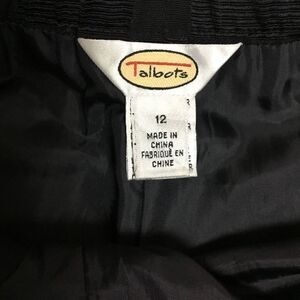 Talbots
12
MADE IN
CHINA
FABRIQUÉ EN
CHINE